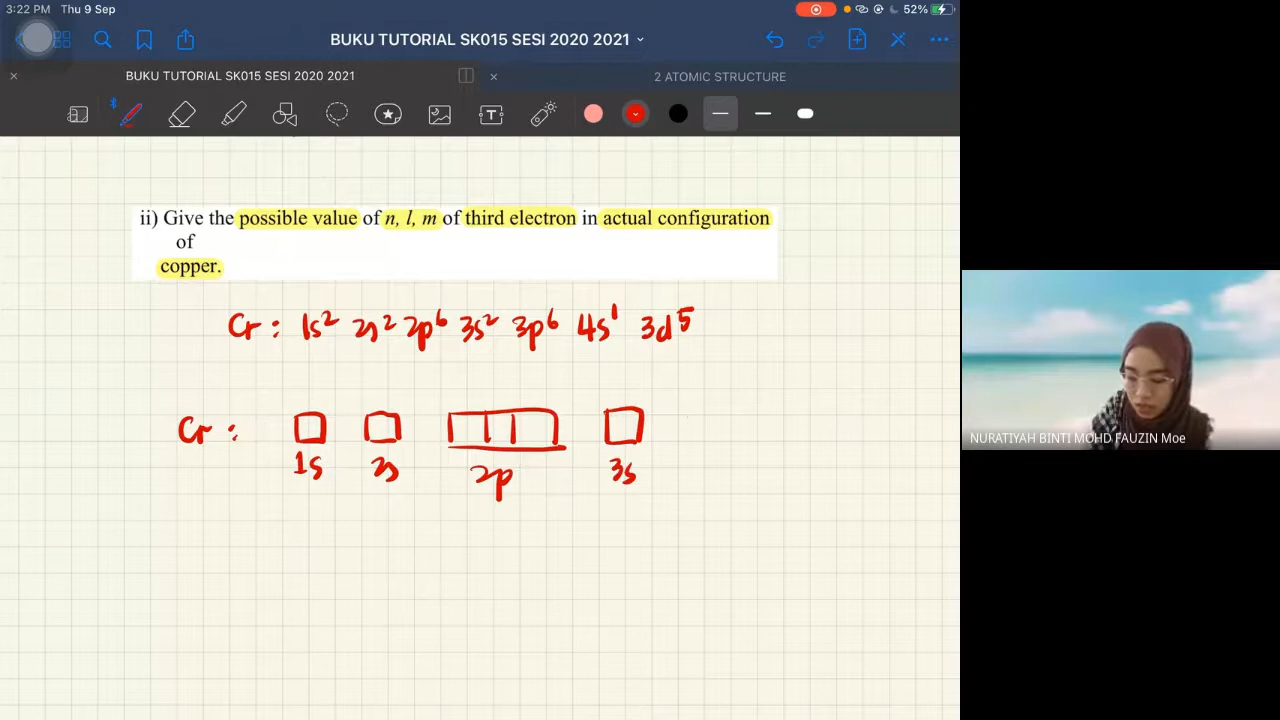 3:22 PM Thu 9 Sep
52%
BUKU TUTORIAL SK015 SESI 2020 2021
BUKU TUTORIAL SK015 SESI 2020 2021
2 ATOMIC STRUCTURE
ii) Give the possible value of n, l, m of third electron in actual configuration
of
copper.
Cr : 1s² 2s² 2p⁶ 3s² 3p⁶ 4s¹ 3d⁵
Cr :
1s 2s 2p 3s
NURATIYAH BINTI MOHD FAUZIN Moe